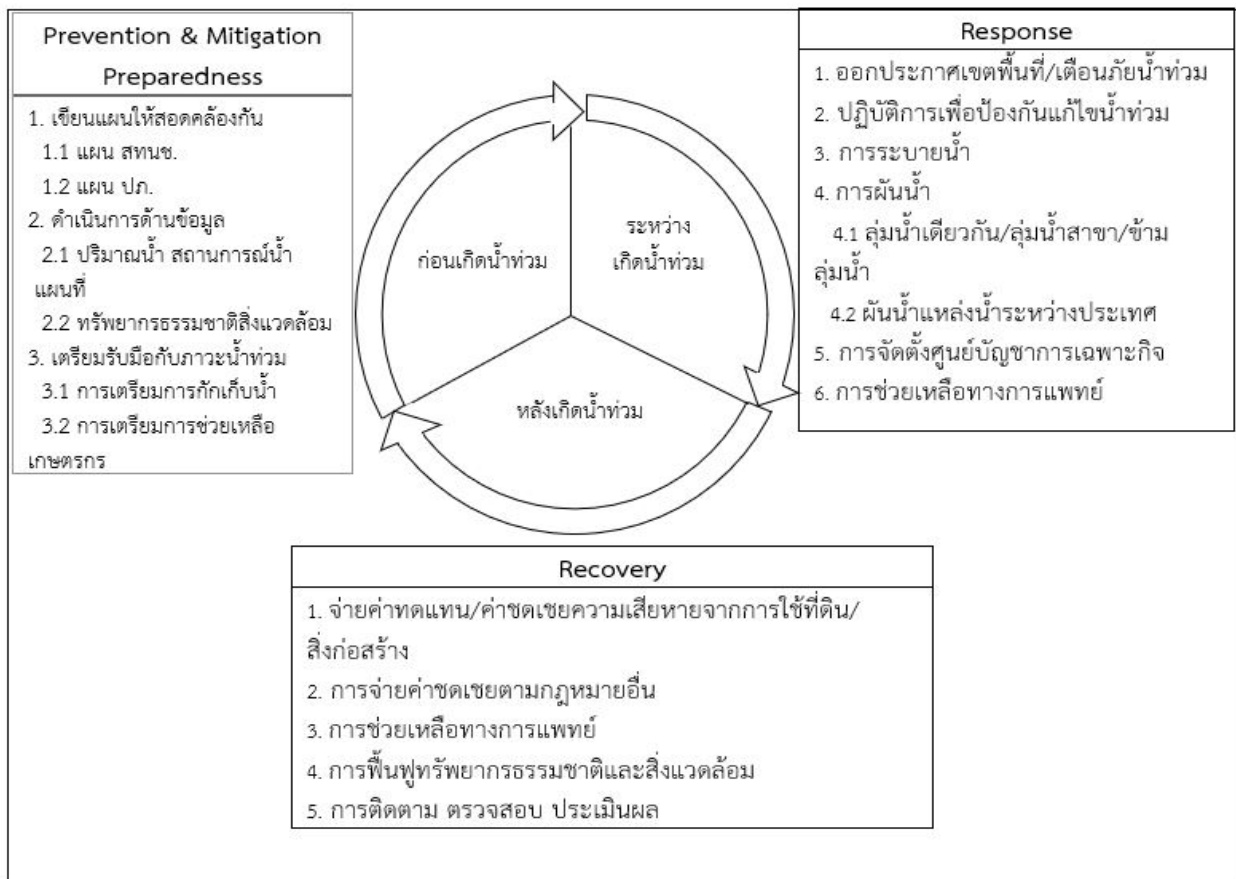 Prevention & Mitigation
Preparedness
1. เขียนแผนให้สอดคล้องกัน
1.1 แผน สทนช.
1.2 แผน ปภ.
2. ดำเนินการด้านข้อมูล
2.1 ปริมาณน้ำ สถานการณ์น้ำ
แผนที่
2.2 ทรัพยากรธรรมชาติสิ่งแวดล้อม
3. เตรียมรับมือกับภาวะน้ำท่วม
3.1 การเตรียมการกักเก็บน้ำ
3.2 การเตรียมการช่วยเหลือ
เกษตรกร
ก่อนเกิดน้ำท่วม
ระหว่าง
เกิดน้ำท่วม
หลังเกิดน้ำท่วม
Response
1. ออกประกาศเขตพื้นที่/เตือนภัยน้ำท่วม
2. ปฏิบัติการเพื่อป้องกันแก้ไขน้ำท่วม
3. การระบายน้ำ
4. การผันน้ำ
4.1 ลุ่มน้ำเดียวกัน/ลุ่มน้ำสาขา/ข้าม
ลุ่มน้ำ
4.2 ผันน้ำแหล่งน้ำระหว่างประเทศ
5. การจัดตั้งศูนย์บัญชาการเฉพาะกิจ
6. การช่วยเหลือทางการแพทย์
Recovery
1. จ่ายค่าทดแทน/ค่าชดเชยความเสียหายจากการใช้ที่ดิน/
สิ่งก่อสร้าง
2. การจ่ายค่าชดเชยตามกฎหมายอื่น
3. การช่วยเหลือทางการแพทย์
4. การฟื้นฟูทรัพยากรธรรมชาติและสิ่งแวดล้อม
5. การติดตาม ตรวจสอบ ประเมินผล